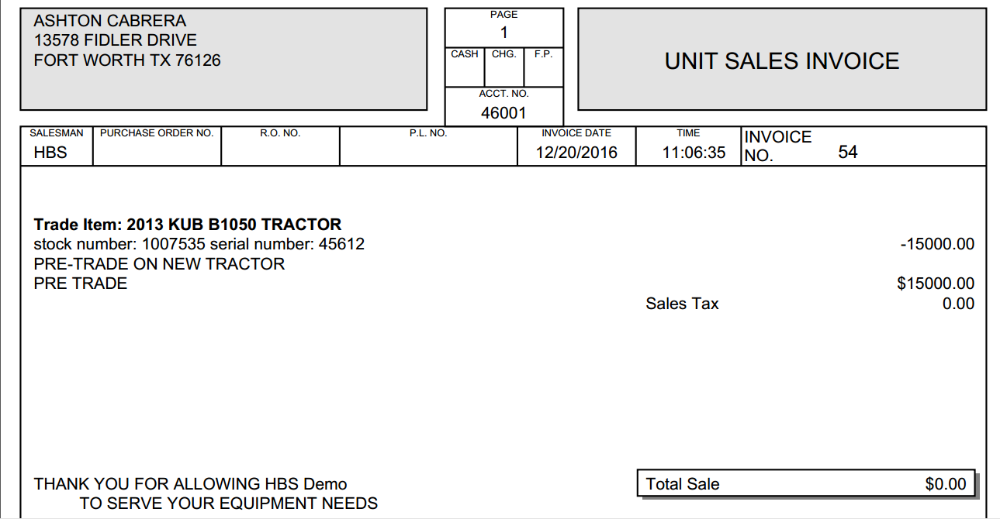 ASHTON CABRERA
13578 FIDLER DRIVE
FORT WORTH TX 76126
PAGE
1
CASH CHG. F.P.
ACCT. NO.
46001
UNIT SALES INVOICE
SALESMAN PURCHASE ORDER NO. R.O. NO. P.L. NO. INVOICE DATE TIME INVOICE
HBS 12/20/2016 11:06:35 NO. 54
Trade Item: 2013 KUB B1050 TRACTOR
stock number: 1007535 serial number: 45612 -15000.00
PRE-TRADE ON NEW TRACTOR
PRE TRADE $15000.00
Sales Tax 0.00
THANK YOU FOR ALLOWING HBS Demo Total Sale $0.00
TO SERVE YOUR EQUIPMENT NEEDS